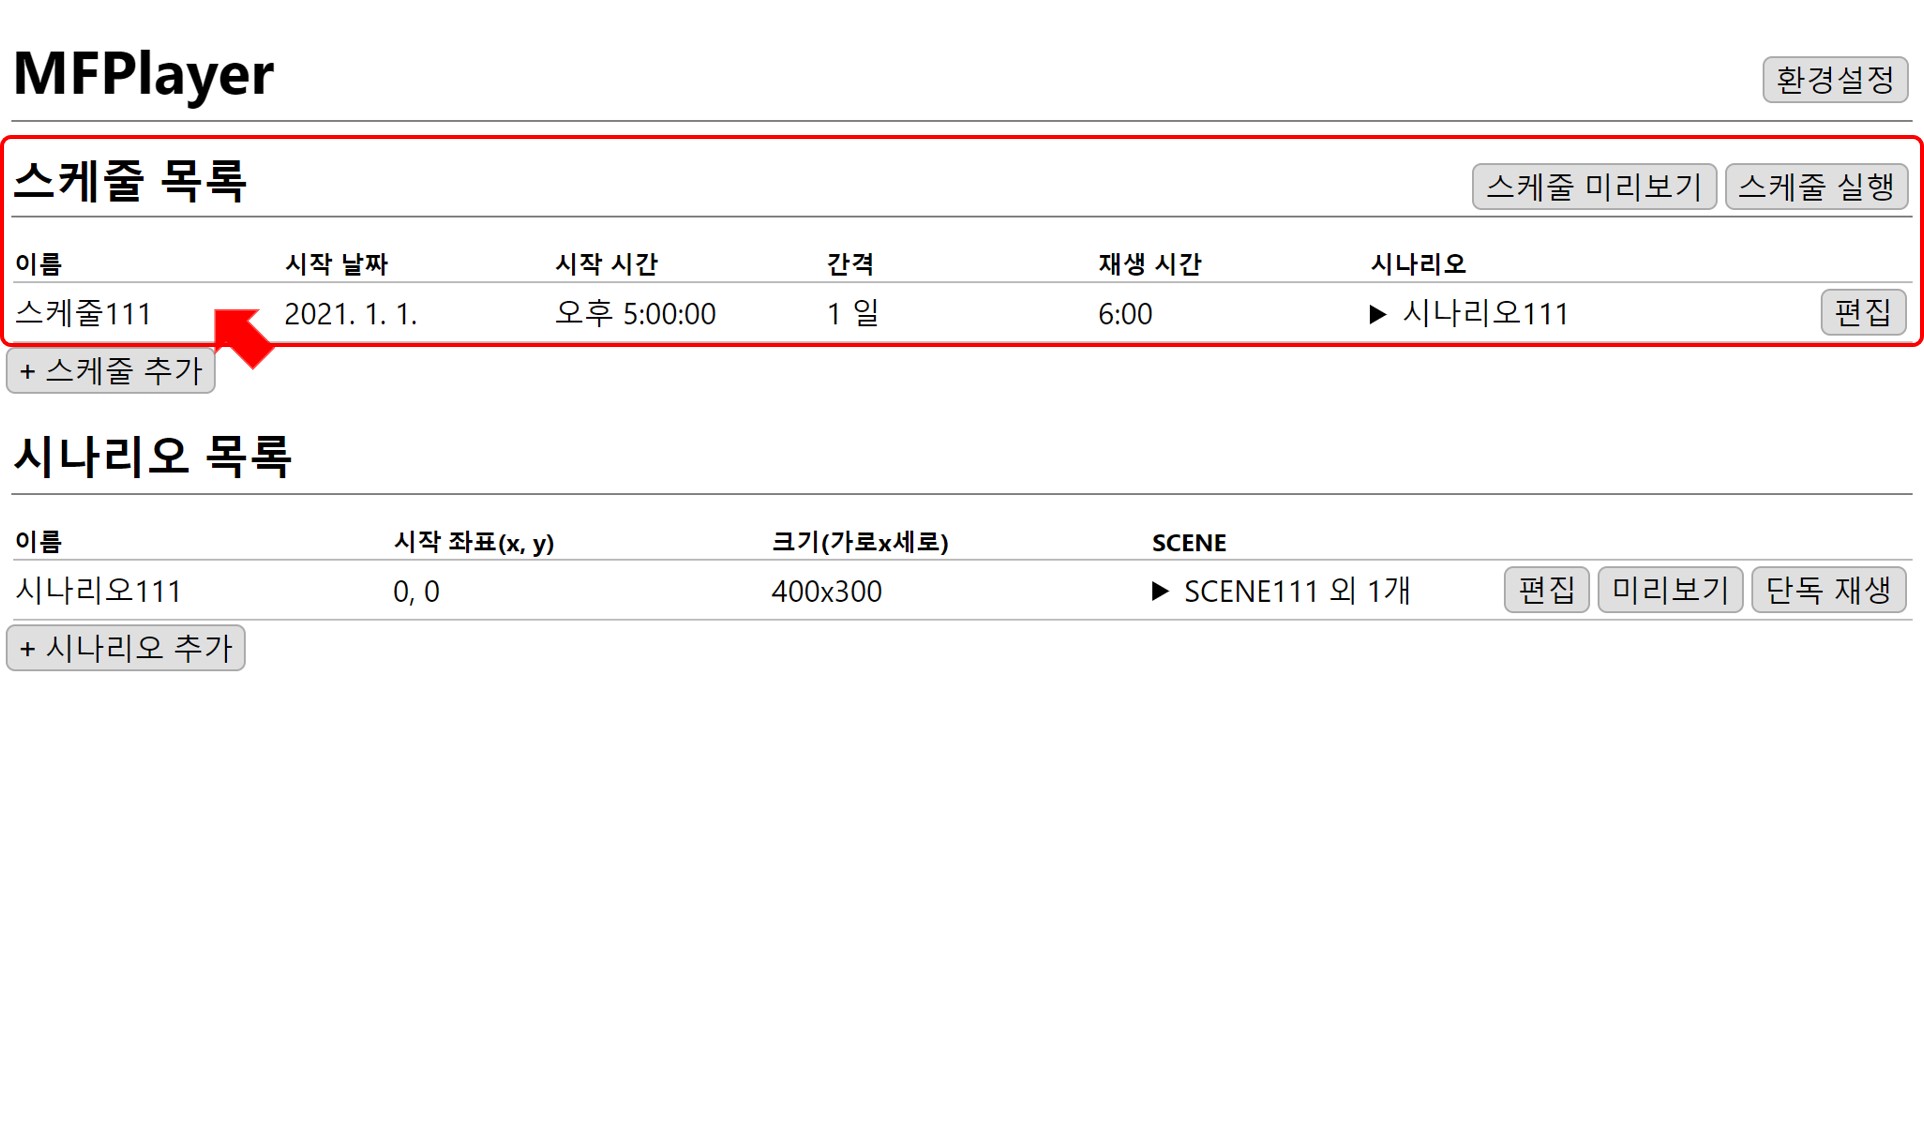 MFPlayer 환경설정
스케줄 목록 스케줄 미리보기 스케줄 실행
이름 시작 날짜 시작 시간 간격 재생 시간 시나리오
스케줄111 2021. 1. 1. 오후 5:00:00 1 일 6:00 ▶ 시나리오111 편집
+ 스케줄 추가
시나리오 목록
이름 시작 좌표(x, y) 크기(가로x세로) SCENE
시나리오111 0, 0 400x300 ▶ SCENE111 외 1개 편집 미리보기 단독 재생
+ 시나리오 추가